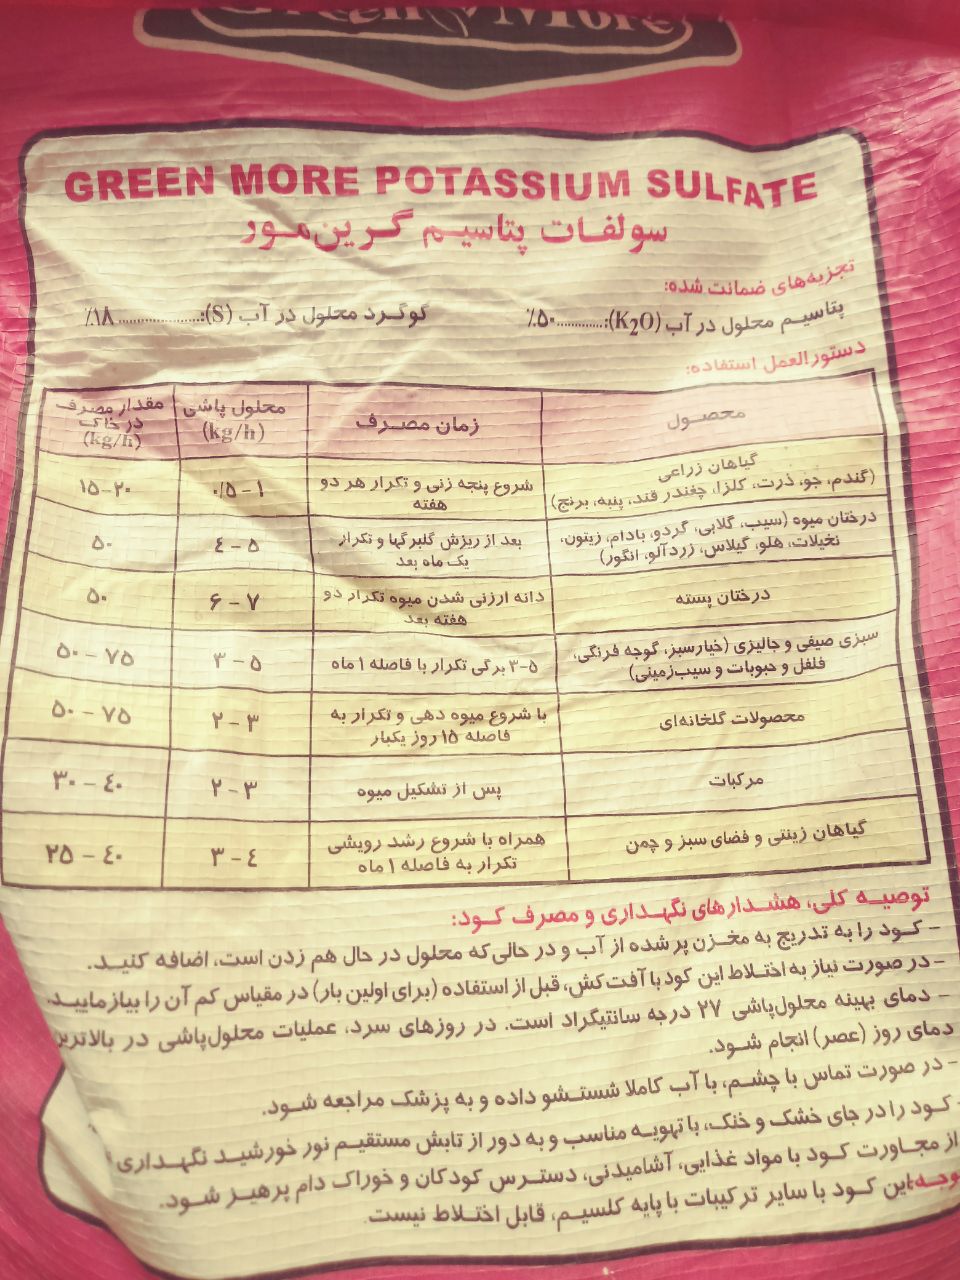 Green More
GREEN MORE POTASSIUM SULFATE
سولفات پتاسیم گرین‌مور
تجزیه‌های ضمانت شده:
پتاسیم محلول در آب (K2O):............۵۰٪ گوگرد محلول در آب (S):....................۱۸٪
دستورالعمل استفاده:
محصول زمان مصرف محلول پاشی (kg/h) مقدار مصرف در خاک (kg/h)
گیاهان زراعی
(گندم، جو، ذرت، کلزا، چغندر قند، پنبه، برنج)
شروع پنجه زنی و تکرار هر دو
هفته
۰/۵ - ۱
۱۵-۲۰
درختان میوه (سیب، گلابی، گردو، بادام، زیتون،
نخیلات، هلو، گیلاس، زردآلو، انگور)
بعد از ریزش گلبرگها و تکرار
یک ماه بعد
٤ - ۵
۵۰
درختان پسته
دانه ارزنی شدن میوه تکرار دو
هفته بعد
۶ - ۷
۵۰
سبزی صیفی و جالیزی (خیارسبز، گوجه فرنگی،
فلفل و حبوبات و سیب‌زمینی)
۳-۵ برگی تکرار با فاصله ۱ ماه
۳ - ۵
۵۰ - ۷۵
محصولات گلخانه‌ای
با شروع میوه دهی و تکرار به
فاصله ۱۵ روز یکبار
۲ - ۳
۵۰ - ۷۵
مرکبات
پس از تشکیل میوه
۲ - ۳
۳۰ - ٤۰
گیاهان زینتی و فضای سبز و چمن
همراه با شروع رشد رویشی
تکرار به فاصله ۱ ماه
۳ - ٤
۲۵ - ٤۰
توصیه کلی، هشدارهای نگهداری و مصرف کود:
- کود را به تدریج به مخزن پر شده از آب و در حالی‌که محلول در حال هم زدن است، اضافه کنید.
- در صورت نیاز به اختلاط این کود با آفت‌کش، قبل از استفاده (برای اولین بار) در مقیاس کم آن را بیازمایید.
- دمای بهینه محلول‌پاشی ۲۷ درجه سانتیگراد است. در روزهای سرد، عملیات محلول‌پاشی در بالاترین
دمای روز (عصر) انجام شود.
- در صورت تماس با چشم، با آب کاملا شستشو داده و به پزشک مراجعه شود.
- کود را در جای خشک و خنک، با تهویه مناسب و به دور از تابش مستقیم نور خورشید نگهداری
از مجاورت کود با مواد غذایی، آشامیدنی، دسترس کودکان و خوراک دام پرهیز شود.
این کود با سایر ترکیبات با پایه کلسیم، قابل اختلاط نیست.